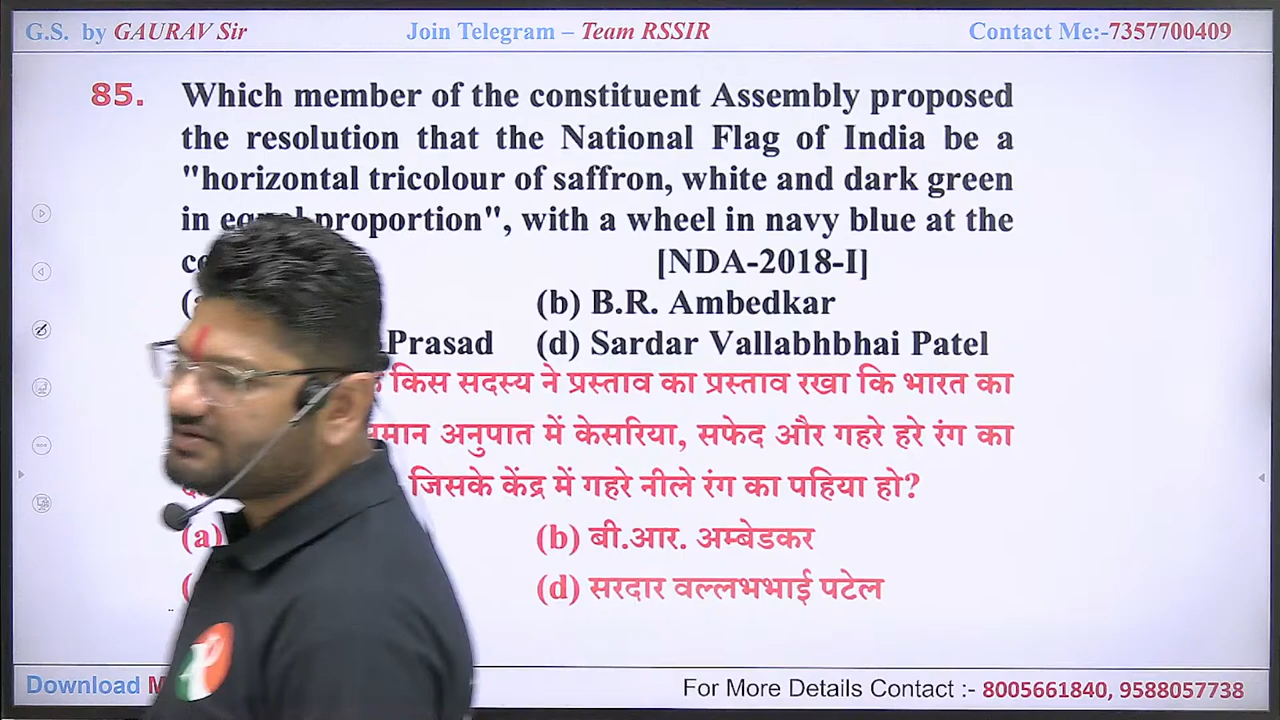 G.S. by GAURAV Sir Join Telegram – Team RSSIR Contact Me:-7357700409
85. Which member of the constituent Assembly proposed
the resolution that the National Flag of India be a
"horizontal tricolour of saffron, white and dark green
in equal proportion", with a wheel in navy blue at the
[NDA-2018-I]
(b) B.R. Ambedkar
Prasad (d) Sardar Vallabhbhai Patel
किस सदस्य ने प्रस्ताव का प्रस्ताव रखा कि भारत का
समान अनुपात में केसरिया, सफेद और गहरे हरे रंग का
जिसके केंद्र में गहरे नीले रंग का पहिया हो?
(a) (b) बी.आर. अम्बेडकर
(d) सरदार वल्लभभाई पटेल
Download For More Details Contact :- 8005661840, 9588057738